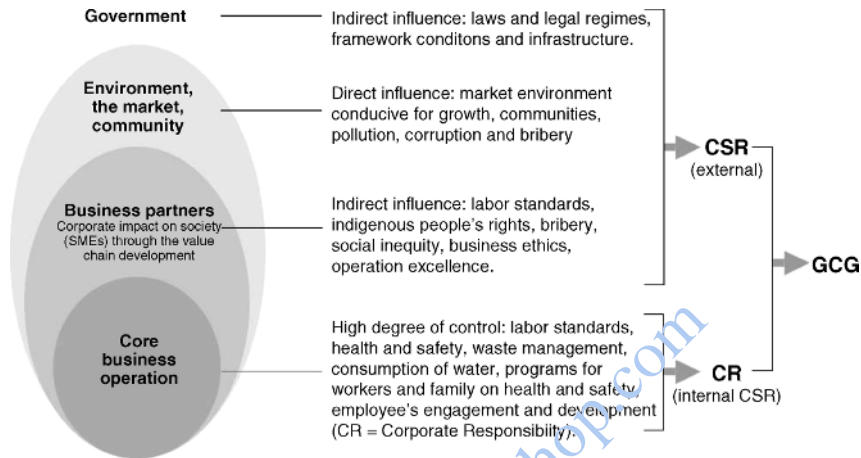 Government
Indirect influence: laws and legal regimes,
framework conditons and infrastructure.
Environment,
the market,
community
Direct influence: market environment
conducive for growth, communities,
pollution, corruption and bribery
CSR
(external)
Business partners
Corporate impact on society
(SMEs) through the value
chain development
Indirect influence: labor standards,
indigenous people's rights, bribery,
social inequity, business ethics,
operation excellence.
GCG
Core
business
operation
High degree of control: labor standards,
health and safety, waste management,
consumption of water, programs for
workers and family on health and safety,
employee's engagement and development
(CR = Corporate Responsibiity).
CR
(internal CSR)
hop.com